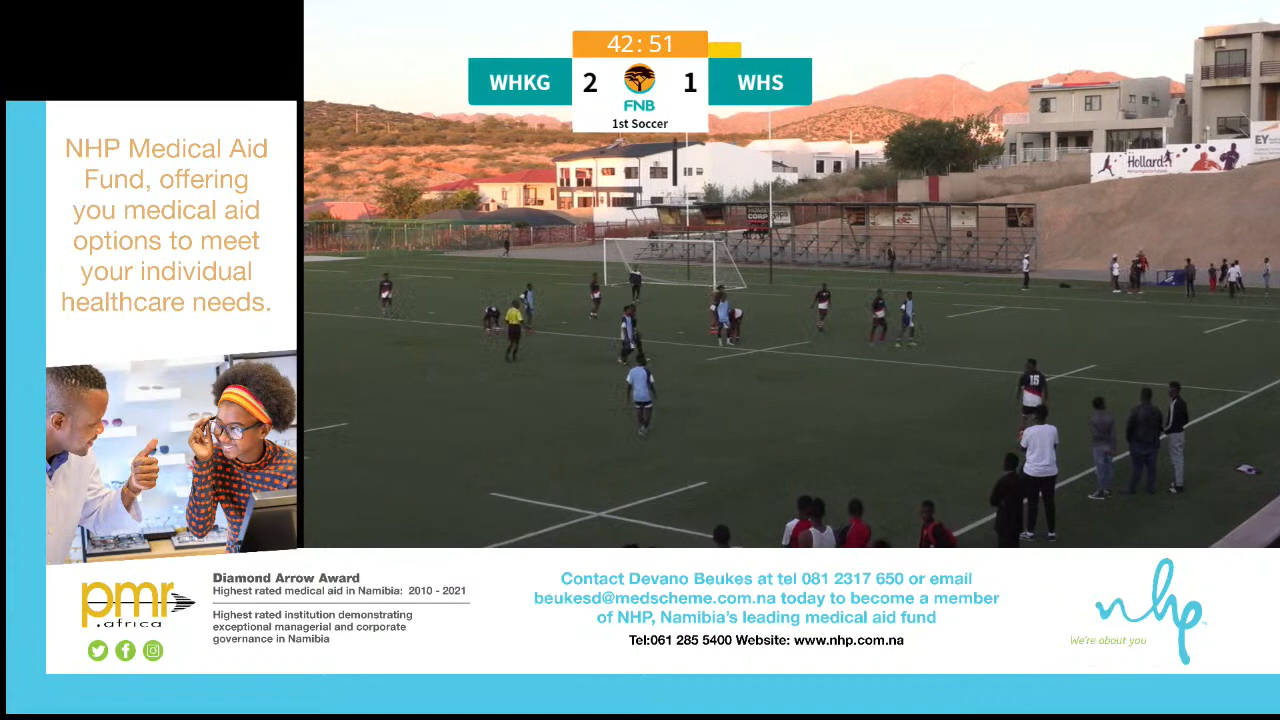 42:51
WHKG 2 1 WHS
FNB
1st Soccer
NHP Medical Aid
Fund, offering
you medical aid
options to meet
your individual
healthcare needs.
Hollard.
EY
CORP
15
pmr
.africa
Diamond Arrow Award
Highest rated medical aid in Namibia: 2010 - 2021
Highest rated institution demonstrating
exceptional managerial and corporate
governance in Namibia
Contact Devano Beukes at tel 081 2317 650 or email
beukesd@medscheme.com.na today to become a member
of NHP, Namibia's leading medical aid fund
Tel:061 285 5400 Website: www.nhp.com.na
nhp
We're about you